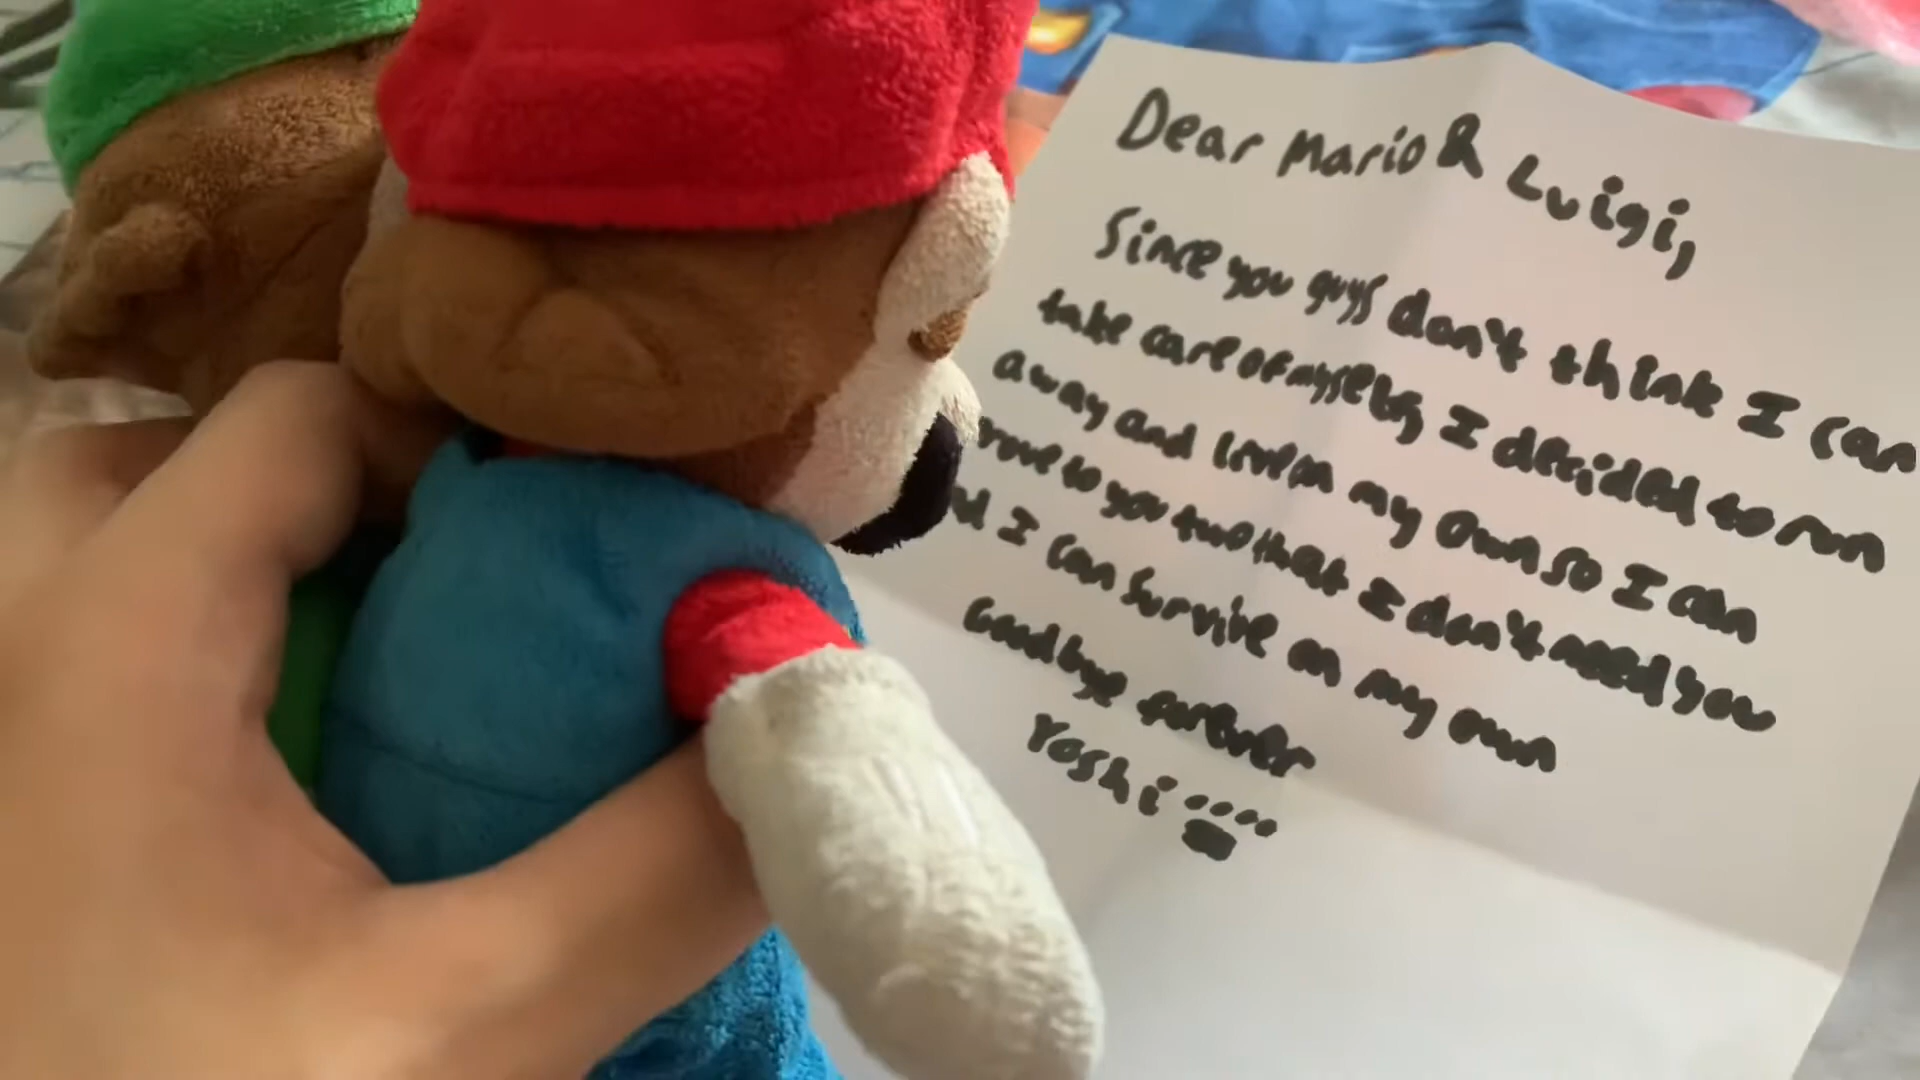 Dear Mario & Luigi,
Since you guys don't think I can
take care of myself, I decided to run
away and live on my own so I can
prove to you two that I don't need you
I can survive on my own
Goodbye forever
Yoshi